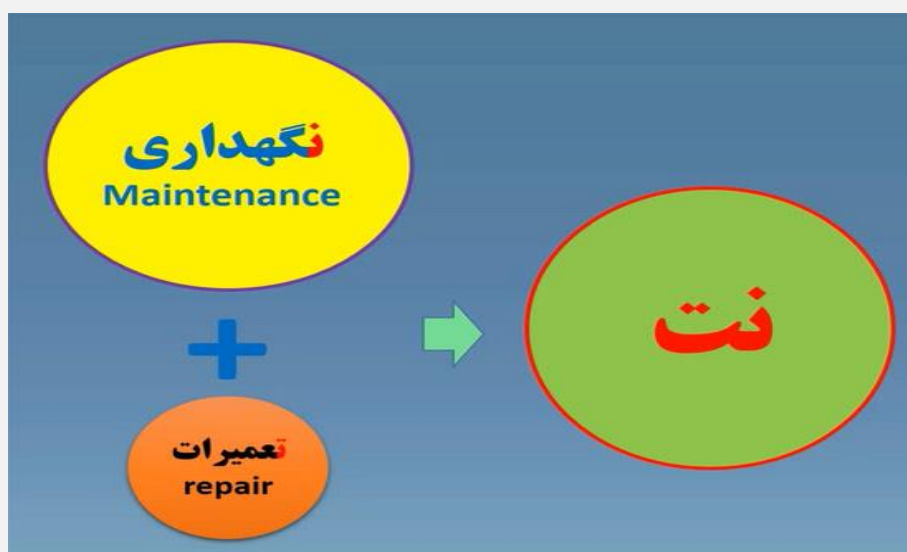 نگهداری
Maintenance
+
تعمیرات
repair
نت